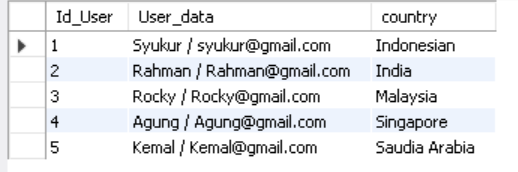 Id_User User_data country
1 Syukur / syukur@gmail.com Indonesian
2 Rahman / Rahman@gmail.com India
3 Rocky / Rocky@gmail.com Malaysia
4 Agung / Agung@gmail.com Singapore
5 Kemal / Kemal@gmail.com Saudia Arabia